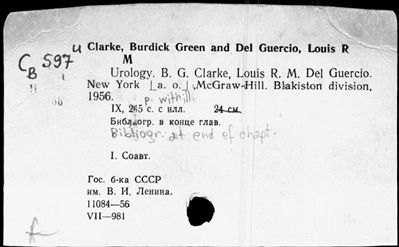 Clarke, Burdick Green and Del Guercio, Louis R
M
С 597 и
В
Urology. B. G. Clarke, Louis R. M. Del Guercio.
New York [a. o.], McGraw-Hill. Blakiston division,
1956.
p. with ill.
IX, 245 с. с илл. 24 см.
Библиогр. в конце глав.
Bibliogr. at end of chapt.
I. Соавт.
Гос. б-ка СССР
им. В. И. Ленина.
11084—56
VII—981